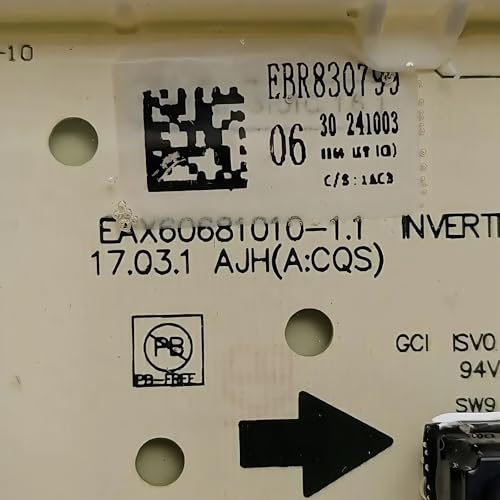 -10
EBR830799
30 241003
06
C/S: 1AC3
EAX60681010-1.1 INVERT
17.03.1 AJH(A:CQS)
PB
PB-FREE
GCI ISV0
94V
SW9